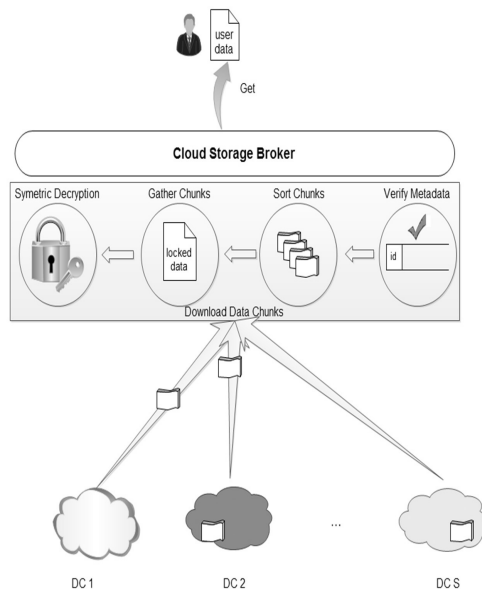 user
data
Get
Cloud Storage Broker
Symetric Decryption
Gather Chunks
Sort Chunks
Verify Metadata
locked
data
id
Download Data Chunks
...
DC 1
DC 2
DC S